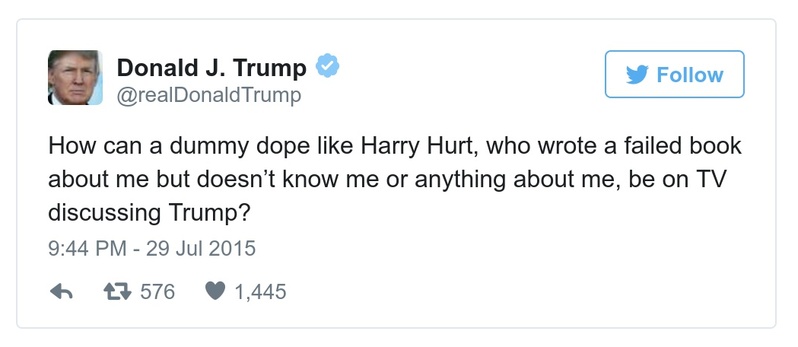 Donald J. Trump
@realDonaldTrump
Follow
How can a dummy dope like Harry Hurt, who wrote a failed book
about me but doesn’t know me or anything about me, be on TV
discussing Trump?
9:44 PM - 29 Jul 2015
576 1,445